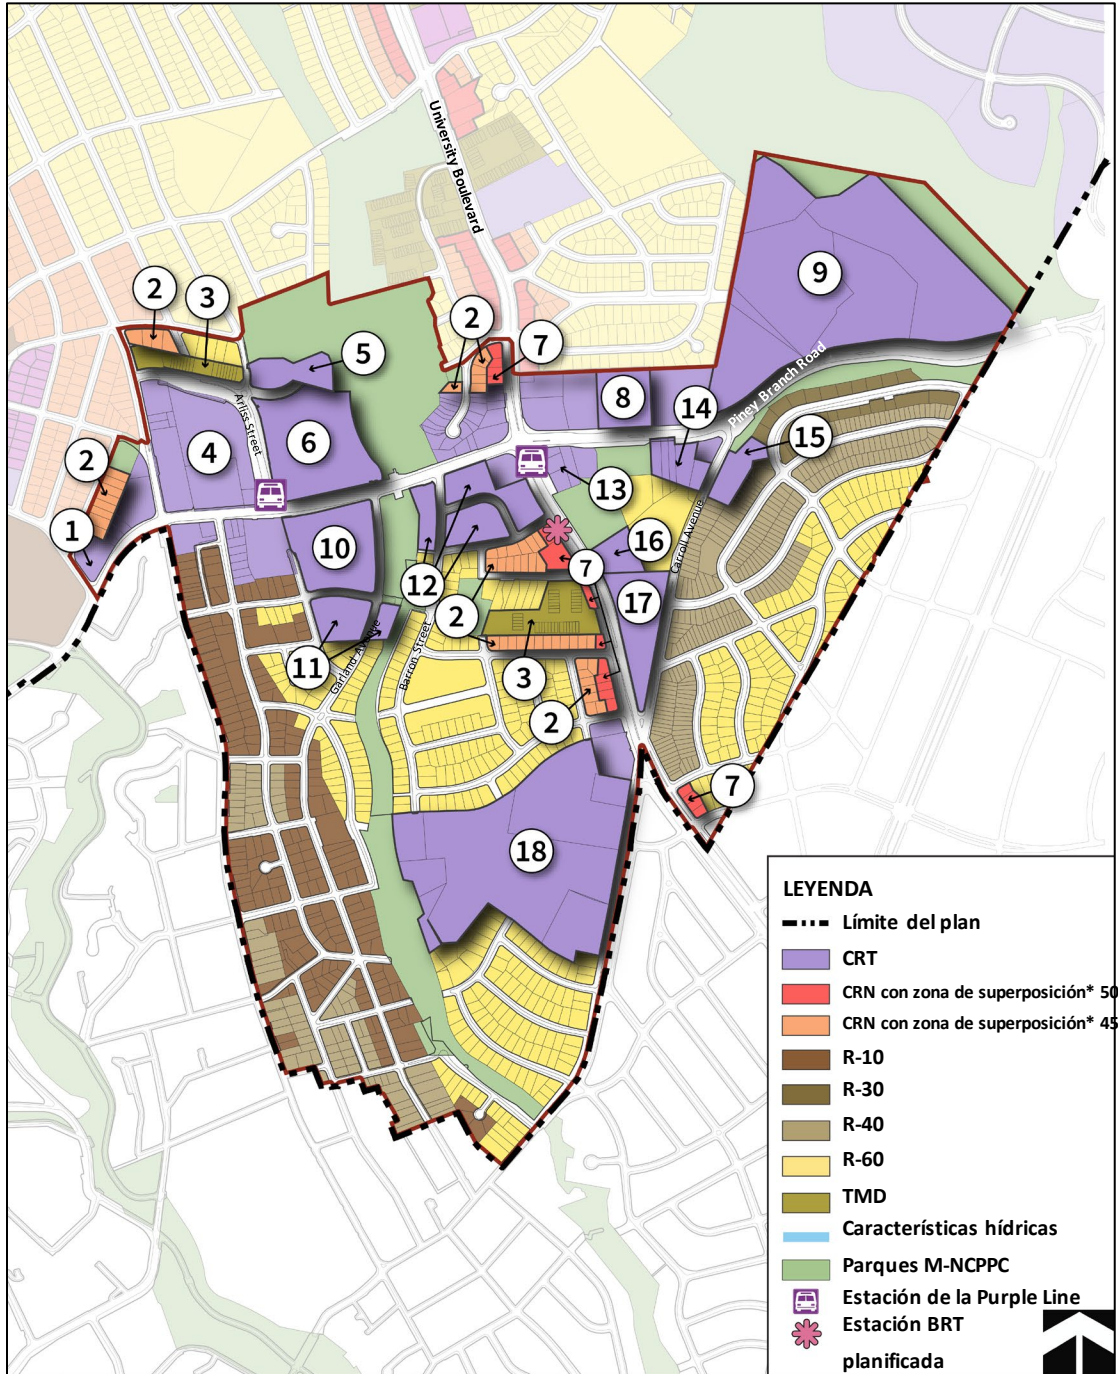 University Boulevard
2
3
2
7
5
9
Arliss Street
Piney Branch Road
8
14
15
4
6
2
13
1
10
12
16
7
Carroll Avenue
17
2
11
Garland Avenue
Barron Street
3
2
7
18
LEYENDA
Límite del plan
CRT
CRN con zona de superposición* 50
CRN con zona de superposición* 45
R-10
R-30
R-40
R-60
TMD
Características hídricas
Parques M-NCPPC
Estación de la Purple Line
Estación BRT
planificada